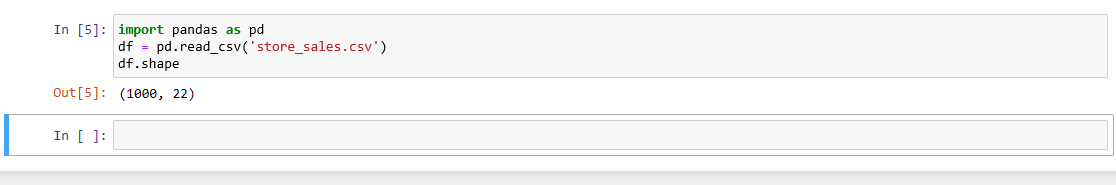 In [5]: import pandas as pd
df = pd.read_csv('store_sales.csv')
df.shape
Out[5]: (1000, 22)
In [ ]: